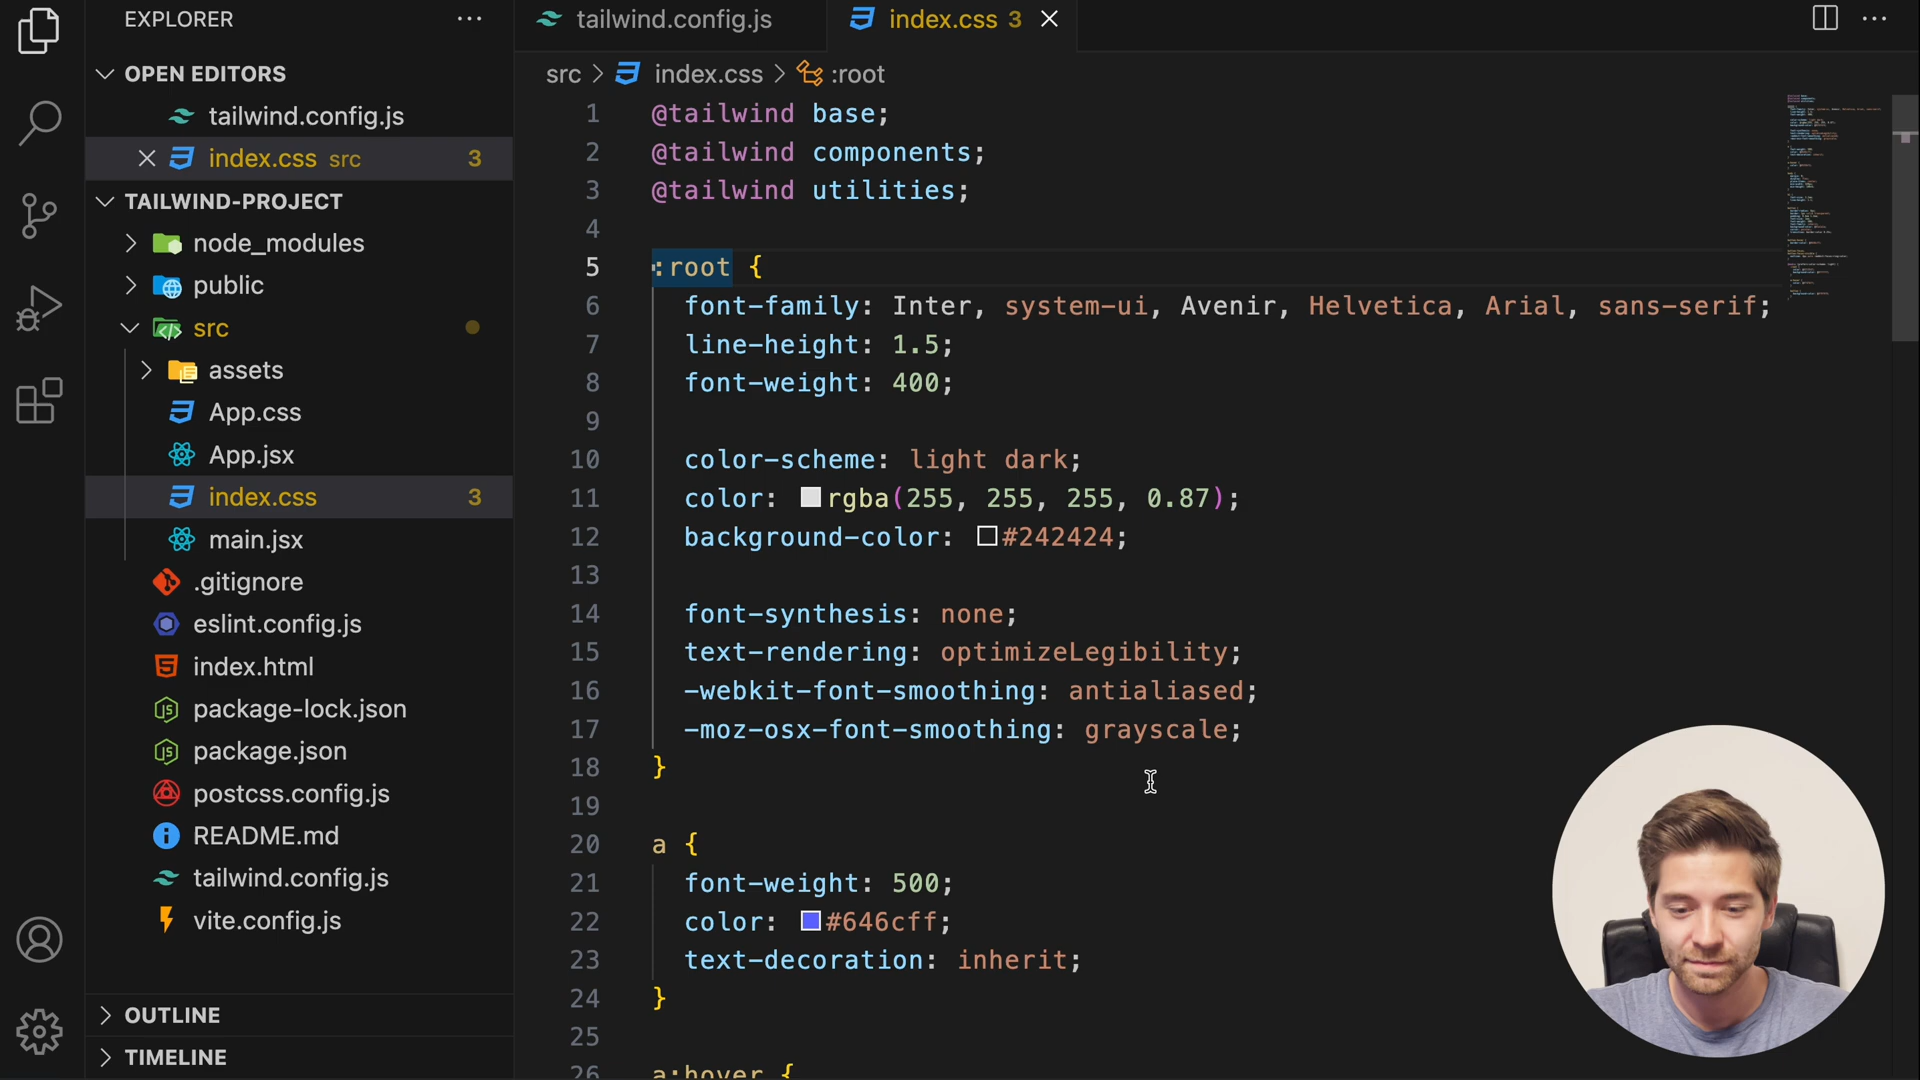 EXPLORER
OPEN EDITORS
tailwind.config.js
index.css src 3
TAILWIND-PROJECT
node_modules
public
src
assets
App.css
App.jsx
index.css 3
main.jsx
.gitignore
eslint.config.js
index.html
package-lock.json
package.json
postcss.config.js
README.md
tailwind.config.js
vite.config.js
OUTLINE
TIMELINE
tailwind.config.js
index.css 3
src > index.css > :root
1 @tailwind base;
2 @tailwind components;
3 @tailwind utilities;
4
5 :root {
6 font-family: Inter, system-ui, Avenir, Helvetica, Arial, sans-serif;
7 line-height: 1.5;
8 font-weight: 400;
9
10 color-scheme: light dark;
11 color: rgba(255, 255, 255, 0.87);
12 background-color: #242424;
13
14 font-synthesis: none;
15 text-rendering: optimizeLegibility;
16 -webkit-font-smoothing: antialiased;
17 -moz-osx-font-smoothing: grayscale;
18 }
19
20 a {
21 font-weight: 500;
22 color: #646cff;
23 text-decoration: inherit;
24 }
25
26 a:hover {